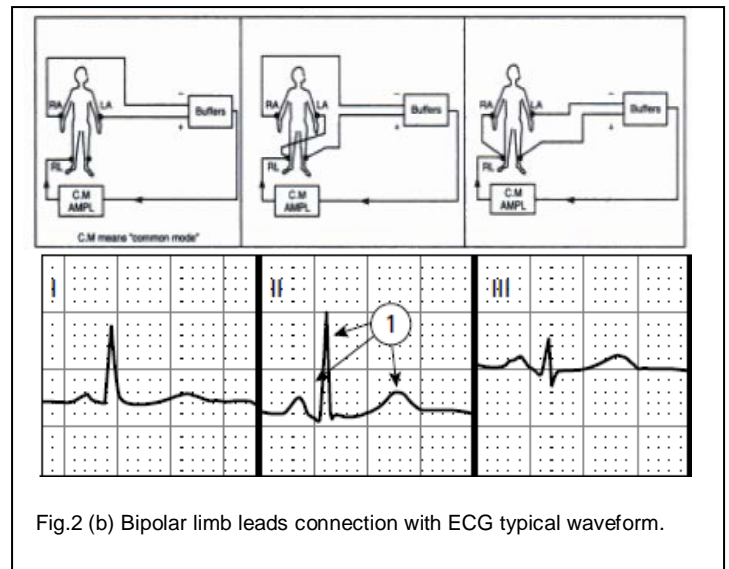 RA LA
−
Buffers
+
RL
C.M
AMPL
C.M means "common mode"
RA LA
−
Buffers
+
RL
C.M
AMPL
RA LA
−
Buffers
+
RL
C.M
AMPL
I
II
1
III
Fig.2 (b) Bipolar limb leads connection with ECG typical waveform.